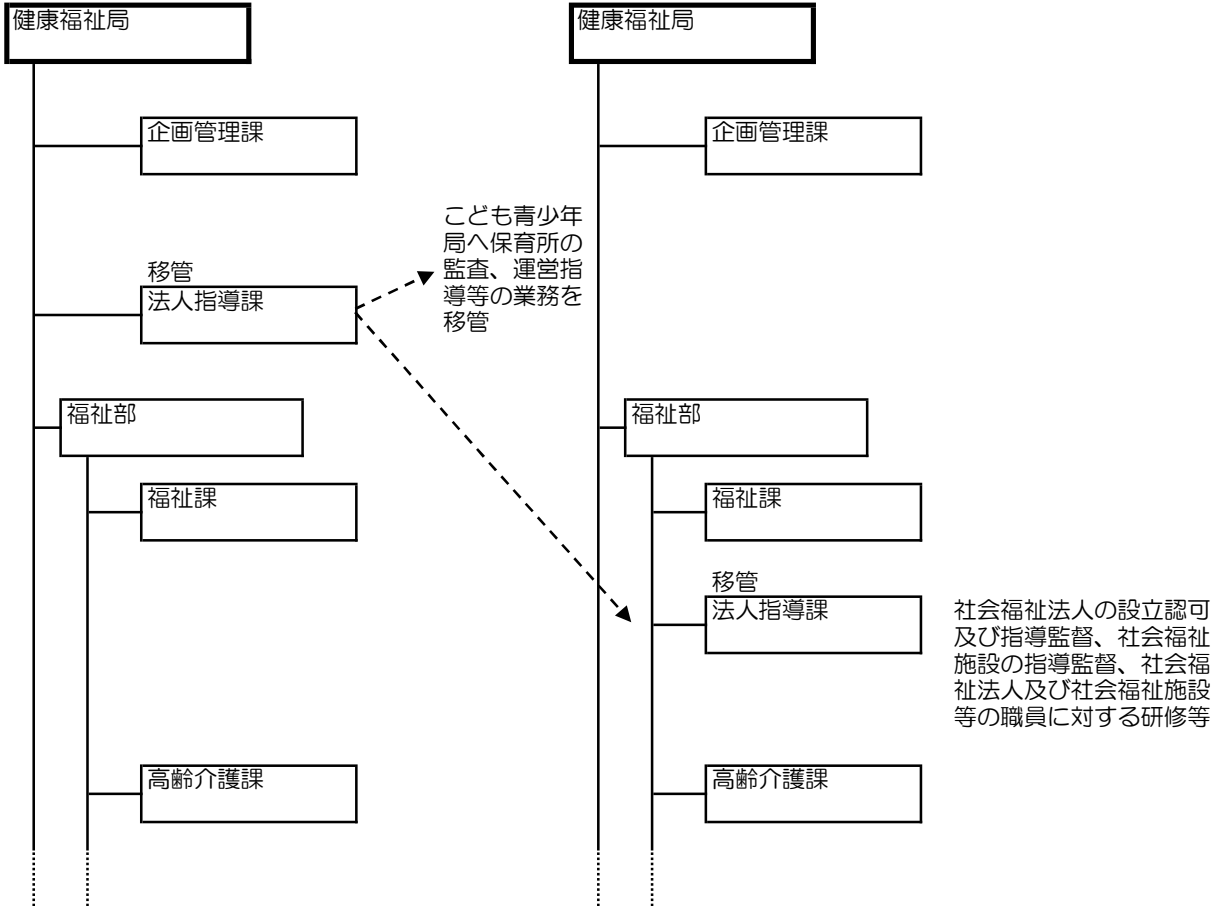 健康福祉局
企画管理課
こども青少年
局へ保育所の
監査、運営指
導等の業務を
移管
移管
法人指導課
福祉部
福祉課
高齢介護課
健康福祉局
企画管理課
福祉部
福祉課
移管
法人指導課
社会福祉法人の設立認可
及び指導監督、社会福祉
施設の指導監督、社会福
祉法人及び社会福祉施設
等の職員に対する研修等
高齢介護課